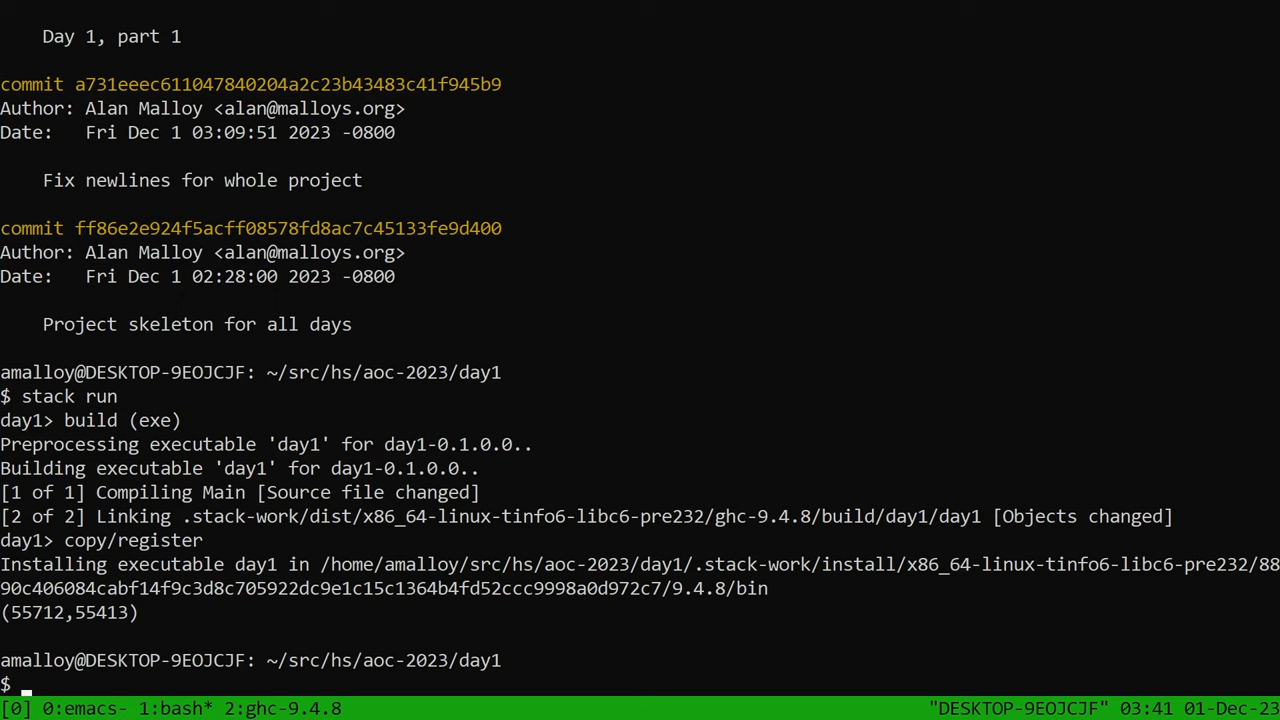 Day 1, part 1
commit a731eeec611047840204a2c23b43483c41f945b9
Author: Alan Malloy <alan@malloys.org>
Date:   Fri Dec 1 03:09:51 2023 -0800
Fix newlines for whole project
commit ff86e2e924f5acff08578fd8ac7c45133fe9d400
Author: Alan Malloy <alan@malloys.org>
Date:   Fri Dec 1 02:28:00 2023 -0800
Project skeleton for all days
amalloy@DESKTOP-9EOJCJF: ~/src/hs/aoc-2023/day1
$ stack run
day1> build (exe)
Preprocessing executable 'day1' for day1-0.1.0.0..
Building executable 'day1' for day1-0.1.0.0..
[1 of 1] Compiling Main [Source file changed]
[2 of 2] Linking .stack-work/dist/x86_64-linux-tinfo6-libc6-pre232/ghc-9.4.8/build/day1/day1 [Objects changed]
day1> copy/register
Installing executable day1 in /home/amalloy/src/hs/aoc-2023/day1/.stack-work/install/x86_64-linux-tinfo6-libc6-pre232/88
90c406084cabf14f9c3d8c705922dc9e1c15c1364b4fd52ccc9998a0d972c7/9.4.8/bin
(55712,55413)
amalloy@DESKTOP-9EOJCJF: ~/src/hs/aoc-2023/day1
$
[0] 0:emacs- 1:bash* 2:ghc-9.4.8 "DESKTOP-9EOJCJF" 03:41 01-Dec-23